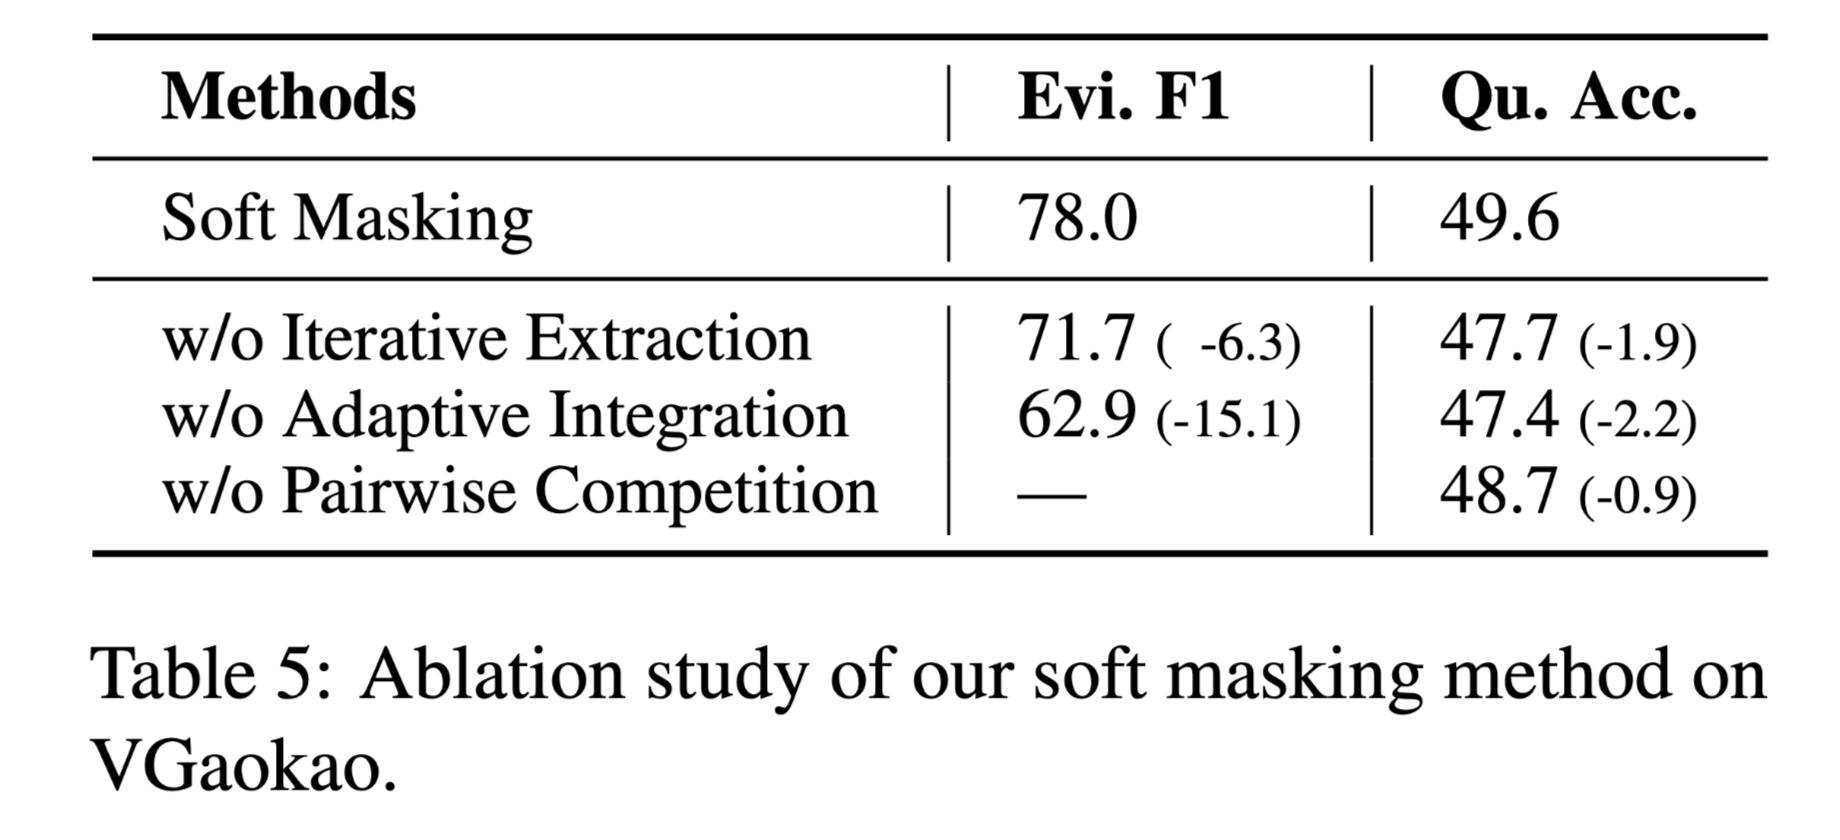 Methods Evi. F1 Qu. Acc.
Soft Masking 78.0 49.6
w/o Iterative Extraction 71.7 ( -6.3) 47.7 (-1.9)
w/o Adaptive Integration 62.9 (-15.1) 47.4 (-2.2)
w/o Pairwise Competition — 48.7 (-0.9)
Table 5: Ablation study of our soft masking method on
VGaokao.